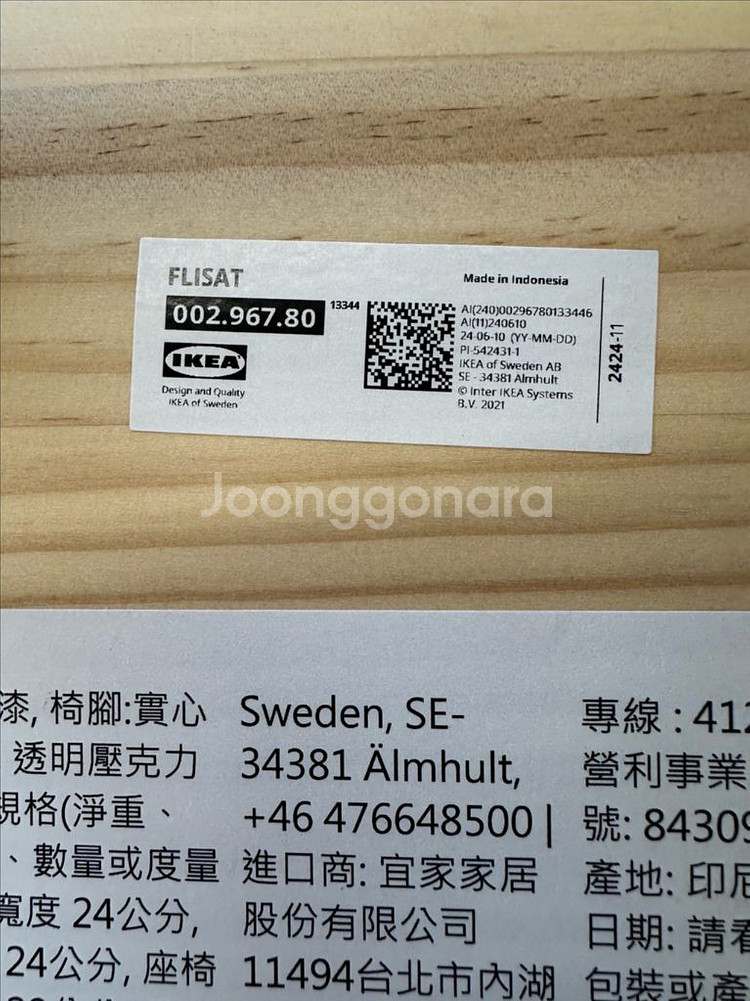 FLISAT
002.967.80
13344
IKEA
Design and Quality
IKEA of Sweden
Made in Indonesia
AI(240)00296780133446
AI(11)240610
24-06-10 (YY-MM-DD)
PI-542431-1
IKEA of Sweden AB
SE - 34381 Älmhult
© Inter IKEA Systems
B.V. 2021
2424-11
Joonggonara
漆, 椅腳:實心
透明壓克力
規格(淨重、
、數量或度量
寬度 24公分,
24公分, 座椅
Sweden, SE-
34381 Älmhult,
+46 476648500 |
進口商: 宜家家居
股份有限公司
11494台北市內湖
專線 : 412
營利事業
號: 84309
產地: 印尼
日期: 請看
包裝或產